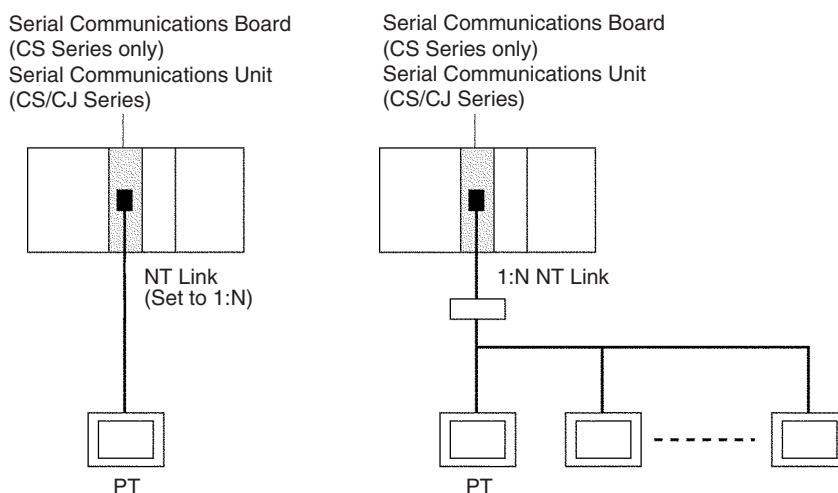 Serial Communications Board
(CS Series only)
Serial Communications Unit
(CS/CJ Series)
NT Link
(Set to 1:N)
PT
Serial Communications Board
(CS Series only)
Serial Communications Unit
(CS/CJ Series)
1:N NT Link
PT